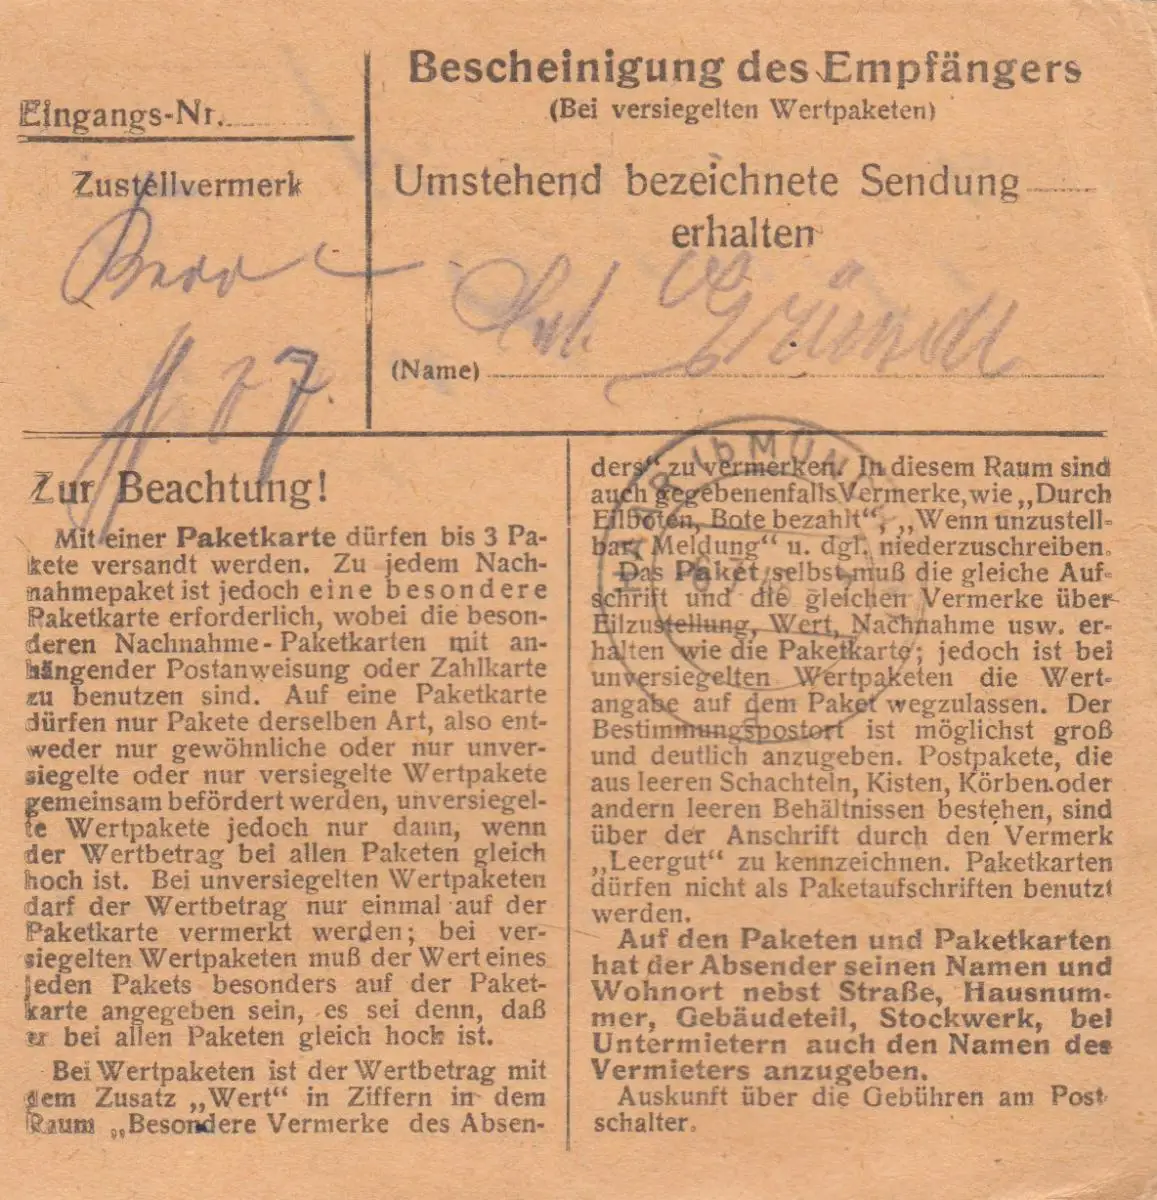 Eingangs-Nr.
Zustellvermerk
Bescheinigung des Empfängers
(Bei versiegelten Wertpaketen)
Umstehend bezeichnete Sendung
erhalten
(Name)
Zur Beachtung!
Mit einer Paketkarte dürfen bis 3 Pa-
kete versandt werden. Zu jedem Nach-
nahmepaket ist jedoch eine besondere
Paketkarte erforderlich, wobei die beson-
deren Nachnahme-Paketkarten mit an-
hängender Postanweisung oder Zahlkarte
zu benutzen sind. Auf eine Paketkarte
dürfen nur Pakete derselben Art, also ent-
weder nur gewöhnliche oder nur unver-
siegelte oder nur versiegelte Wertpakete
gemeinsam befördert werden, unversiegel-
te Wertpakete jedoch nur dann, wenn
der Wertbetrag bei allen Paketen gleich
hoch ist. Bei unversiegelten Wertpaketen
darf der Wertbetrag nur einmal auf der
Paketkarte vermerkt werden; bei ver-
siegelten Wertpaketen muß der Wert eines
jeden Pakets besonders auf der Paket-
karte angegeben sein, es sei denn, daß
er bei allen Paketen gleich hoch ist.
Bei Wertpaketen ist der Wertbetrag mit
dem Zusatz „Wert“ in Ziffern in dem
Raum „Besondere Vermerke des Absen-
ders“ zu vermerken. In diesem Raum sind
auch gegebenenfalls Vermerke, wie „Durch
Eilboten, Bote bezahlt“, „Wenn unzustell-
bar, Meldung“ u. dgl. niederzuschreiben.
Das Paket selbst muß die gleiche Auf-
schrift und die gleichen Vermerke über
Eilzustellung, Wert, Nachnahme usw. er-
halten wie die Paketkarte; jedoch ist bei
unversiegelten Wertpaketen die Wert-
angabe auf dem Paket wegzulassen. Der
Bestimmungspostort ist möglichst groß
und deutlich anzugeben. Postpakete, die
aus leeren Schachteln, Kisten, Körben oder
andern leeren Behältnissen bestehen, sind
über der Anschrift durch den Vermerk
„Leergut“ zu kennzeichnen. Paketkarten
dürfen nicht als Paketaufschriften benutzt
werden.
Auf den Paketen und Paketkarten
hat der Absender seinen Namen und
Wohnort nebst Straße, Hausnum-
mer, Gebäudeteil, Stockwerk, bei
Untermietern auch den Namen des
Vermieters anzugeben.
Auskunft über die Gebühren am Post
schalter.